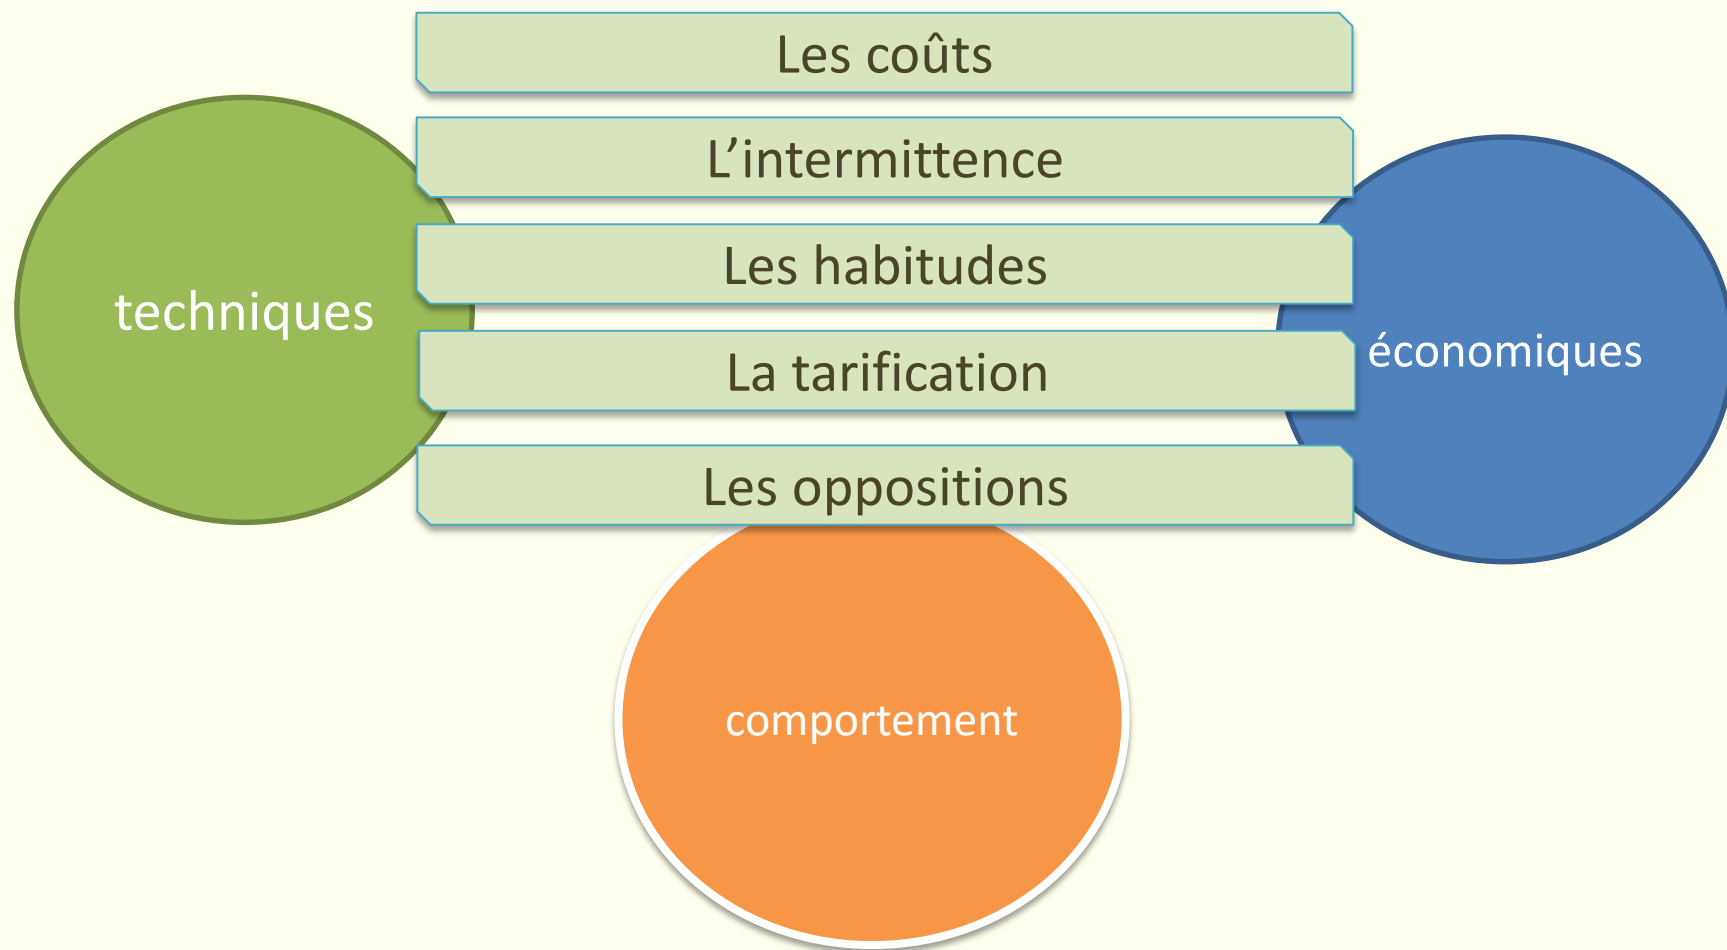 Les coûts
L’intermittence
Les habitudes
techniques
La tarification
économiques
Les oppositions
comportement